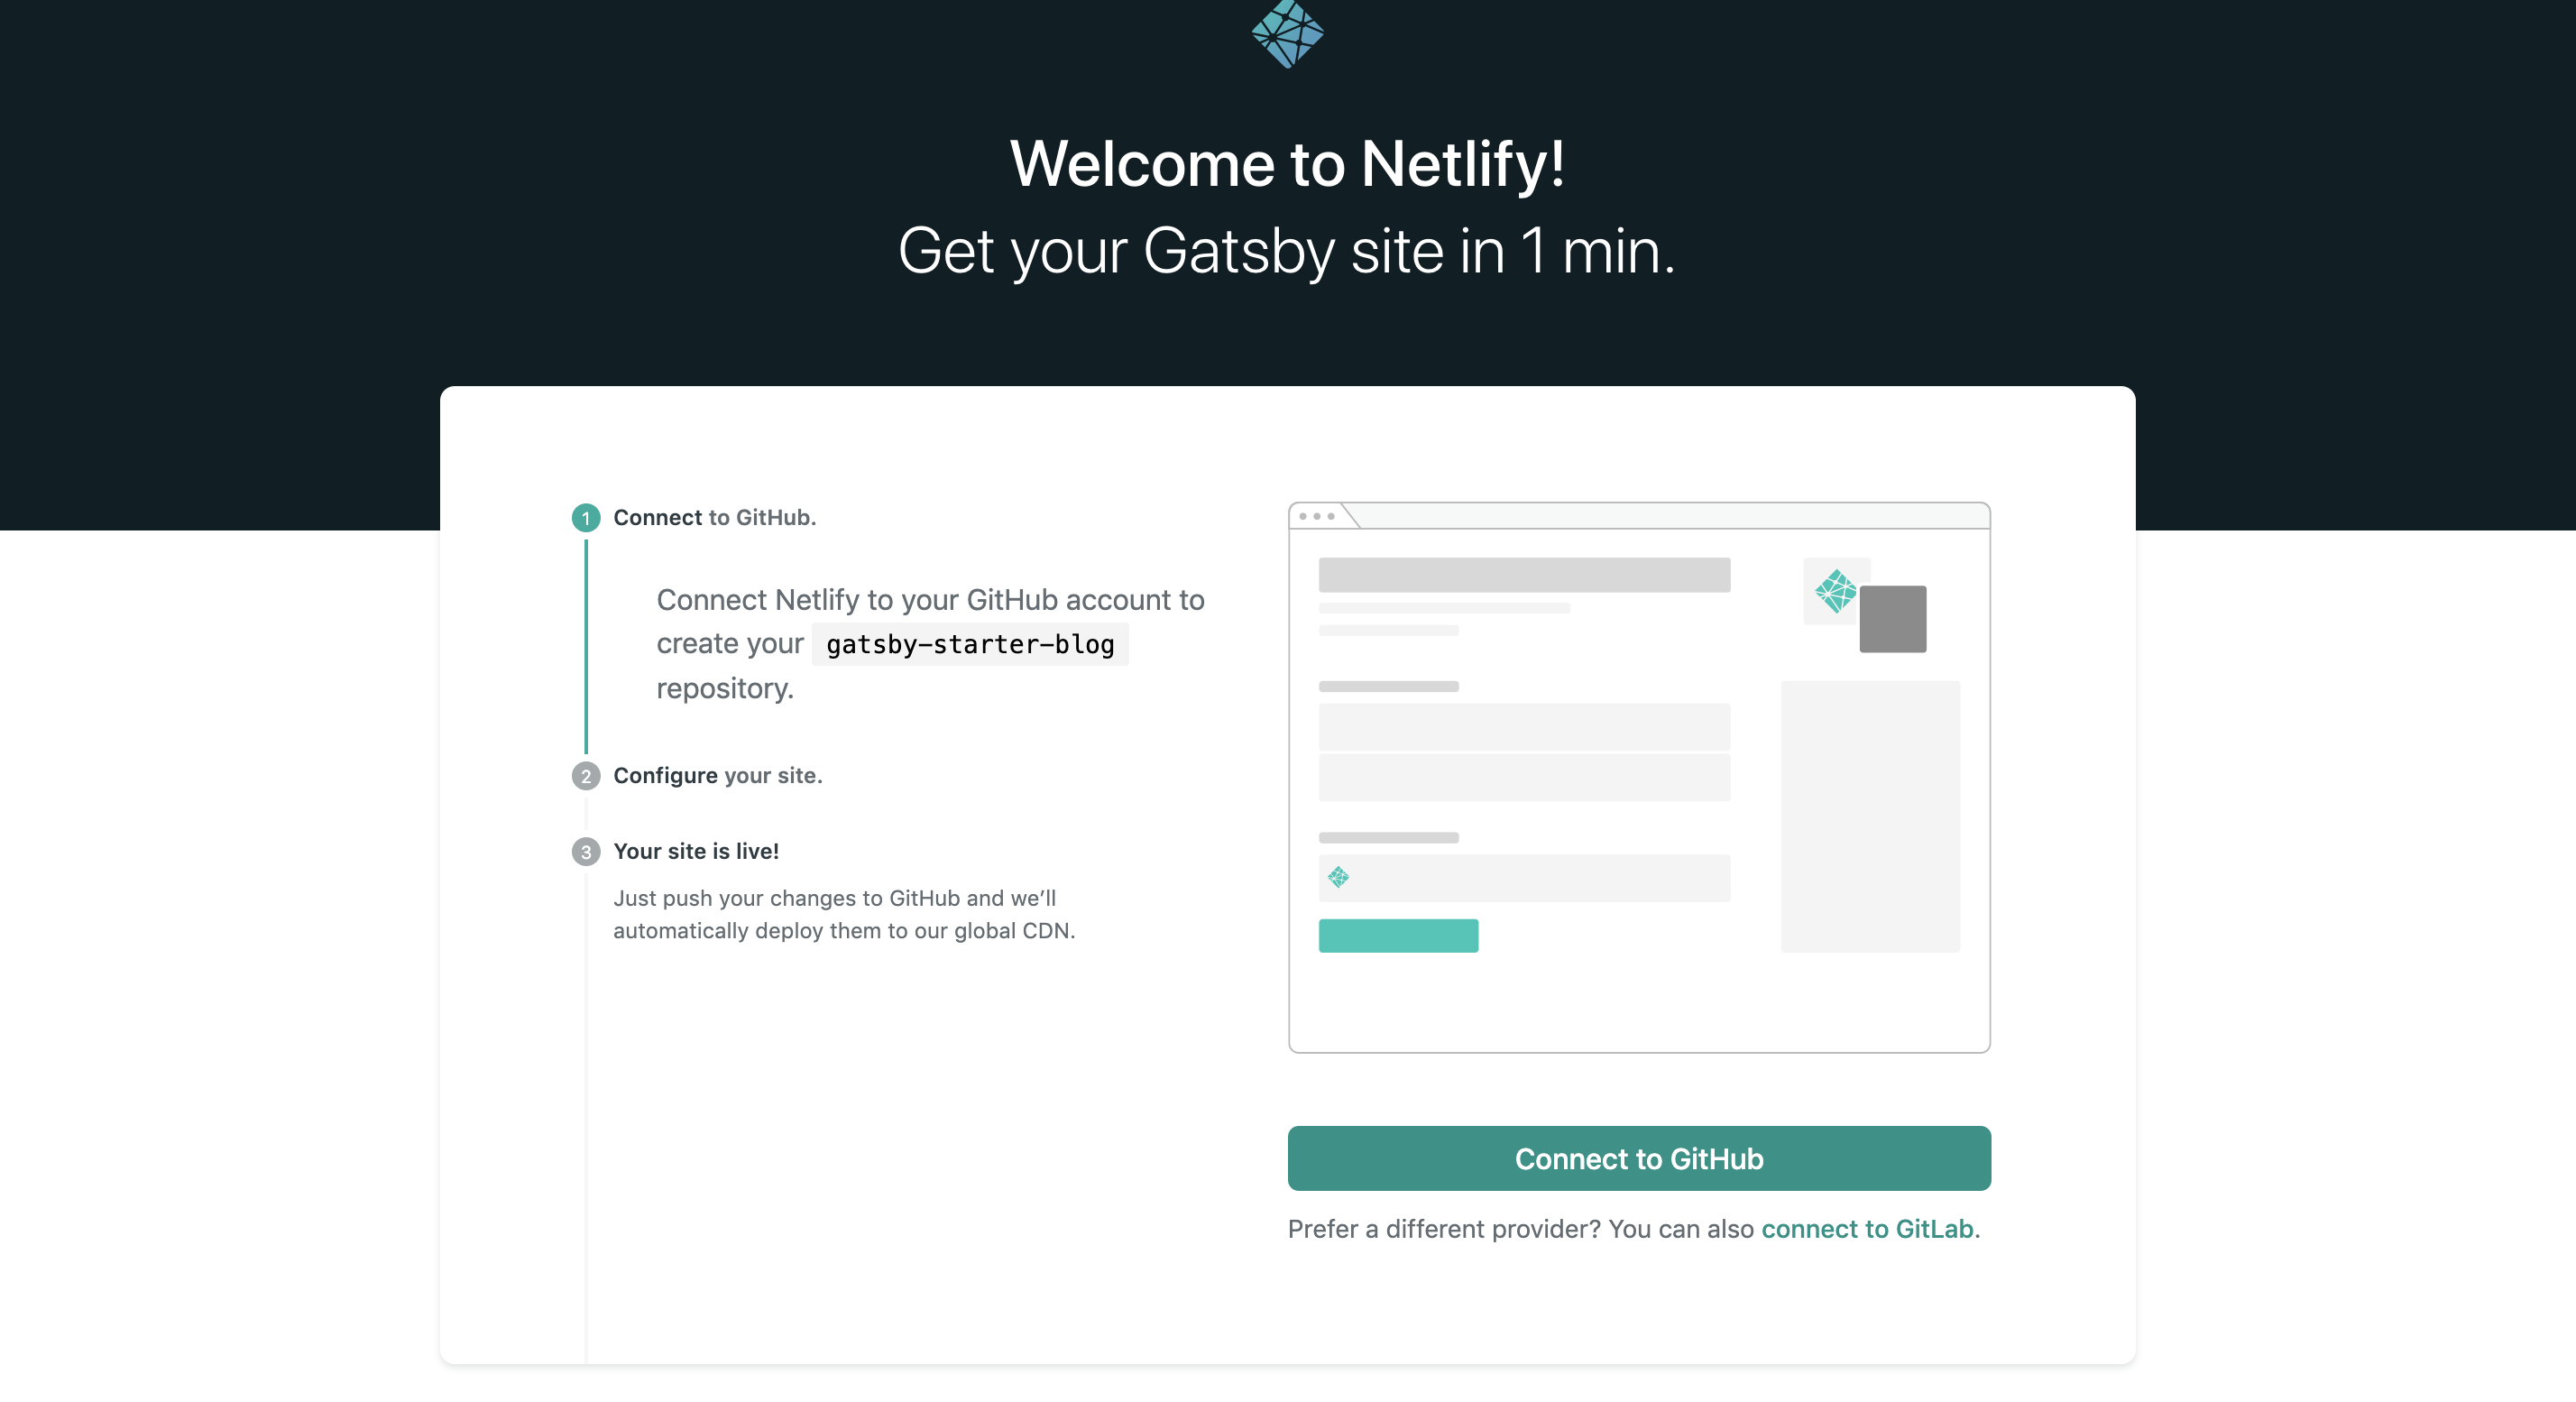 Welcome to Netlify!
Get your Gatsby site in 1 min.
1 Connect to GitHub.
Connect Netlify to your GitHub account to
create your gatsby-starter-blog
repository.
2 Configure your site.
3 Your site is live!
Just push your changes to GitHub and we’ll
automatically deploy them to our global CDN.
Connect to GitHub
Prefer a different provider? You can also connect to GitLab.